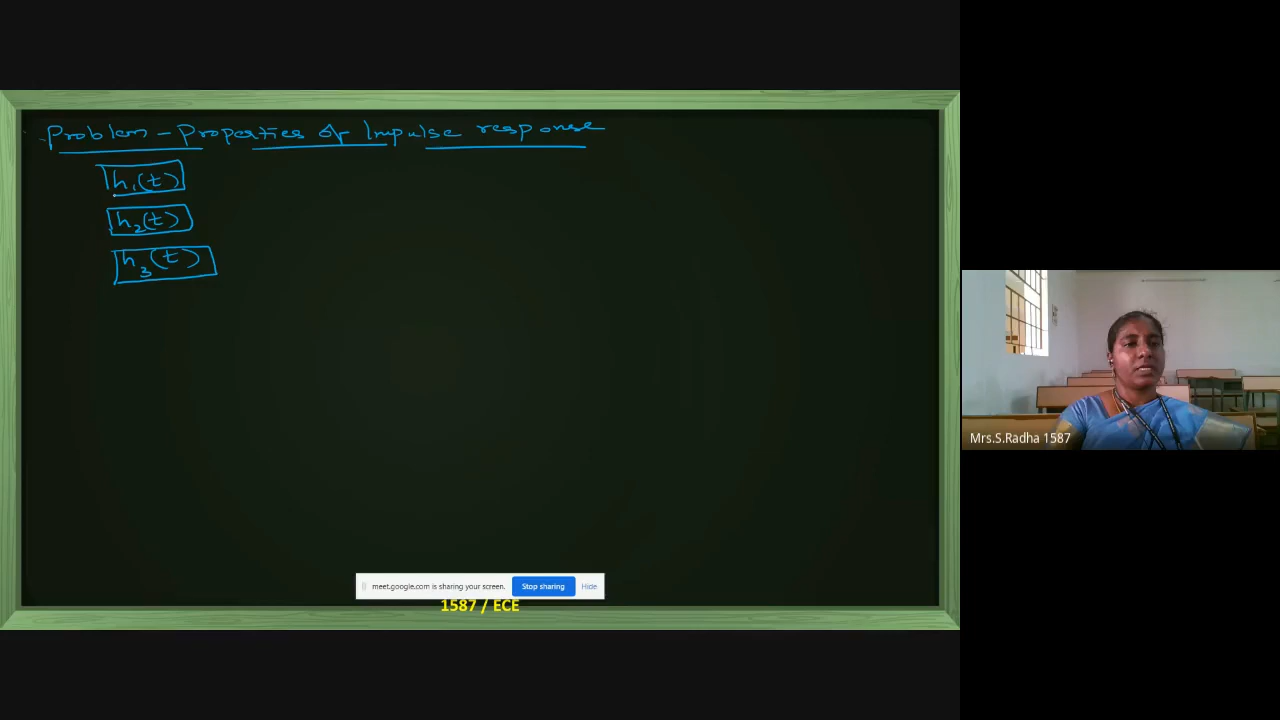 Problem - Properties of Impulse response
h₁(t)
h₂(t)
h₃(t)
Mrs.S.Radha 1587
meet.google.com is sharing your screen. Stop sharing Hide
1587 / ECE